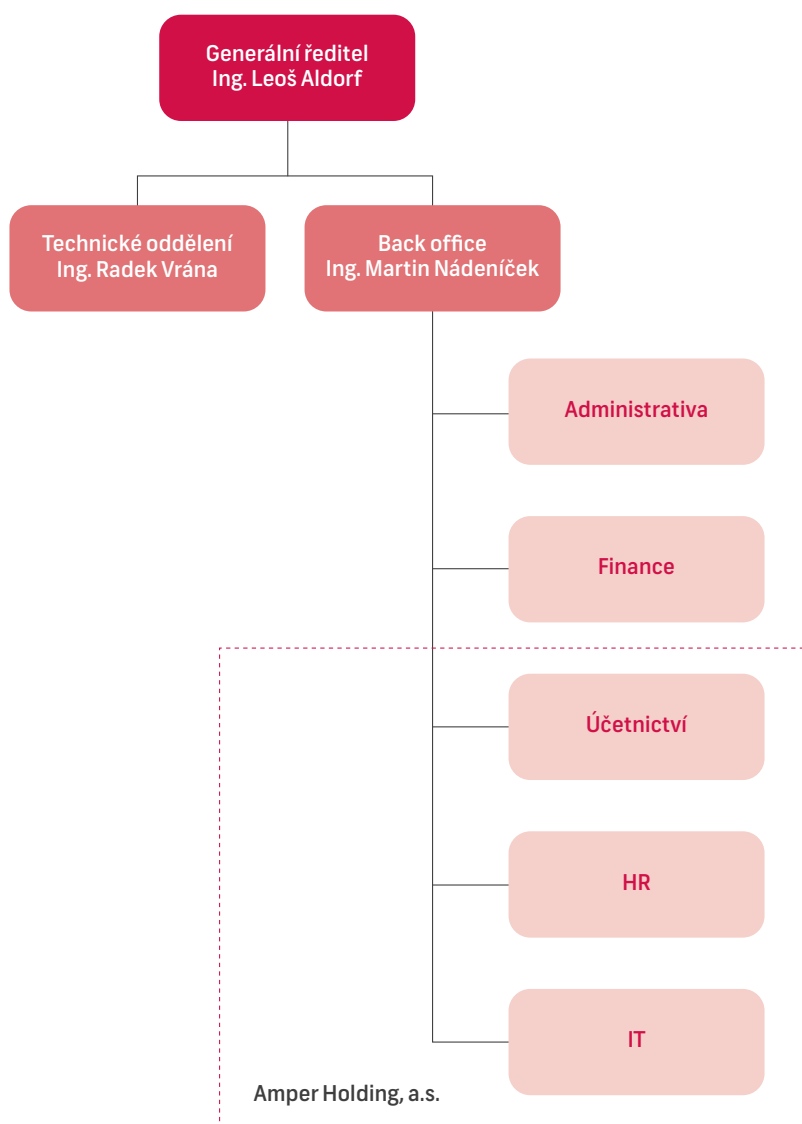 Generální ředitel
Ing. Leoš Aldorf
Technické oddělení
Ing. Radek Vrána
Back office
Ing. Martin Nádeníček
Administrativa
Finance
Účetnictví
HR
IT
Amper Holding, a.s.